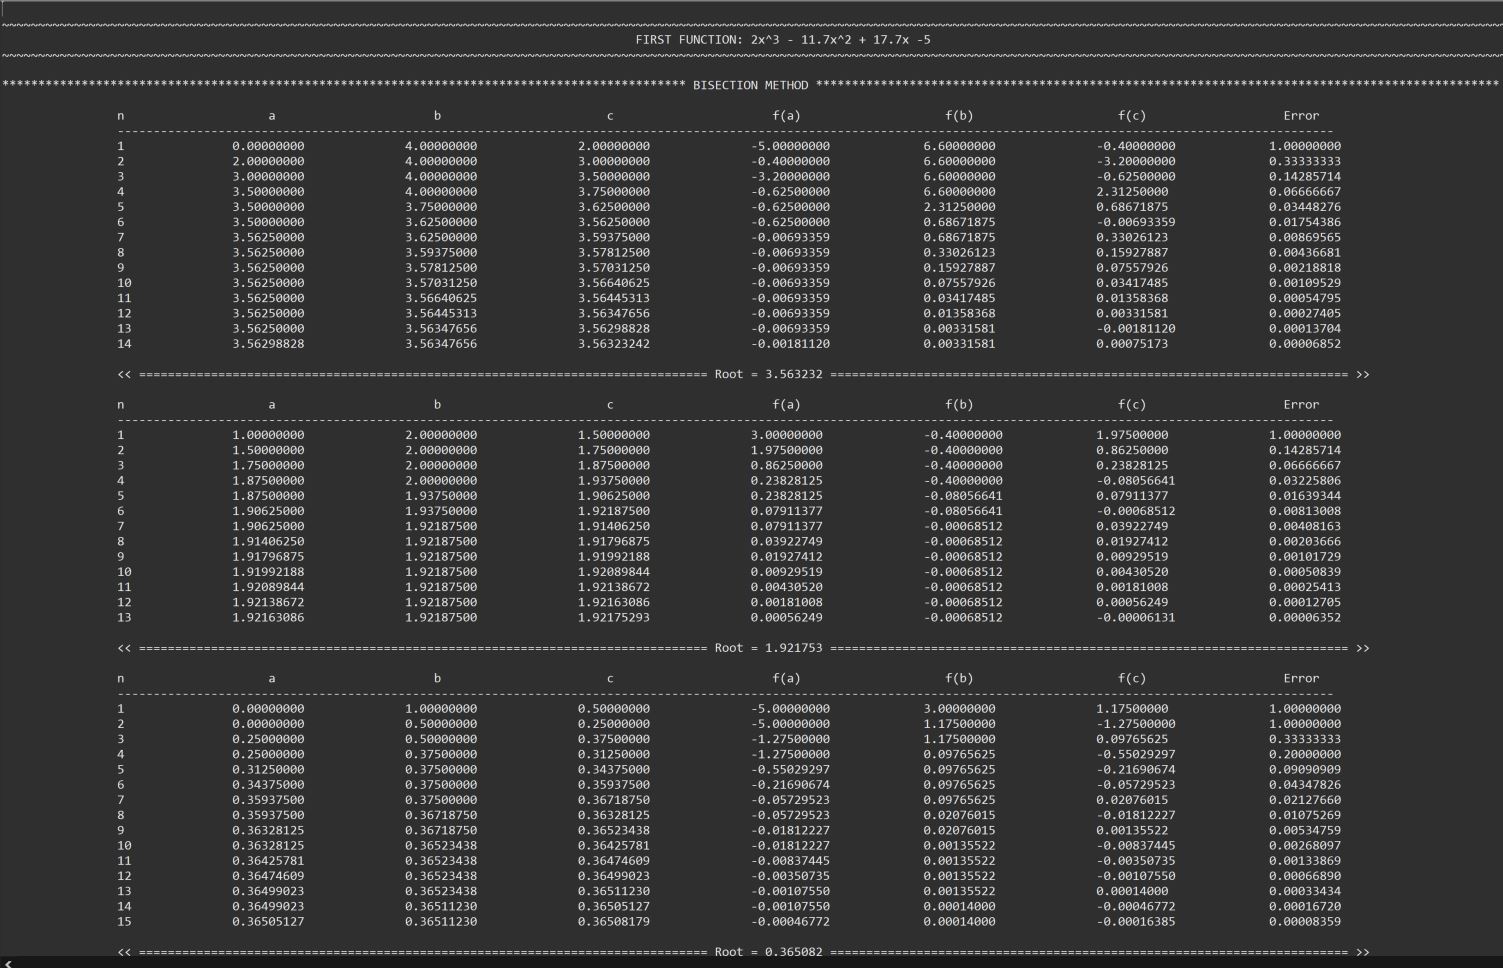 FIRST FUNCTION: 2x^3 - 11.7x^2 + 17.7x -5
BISECTION METHOD
n a b c f(a) f(b) f(c) Error
1 0.00000000 4.00000000 2.00000000 -5.00000000 6.60000000 -0.40000000 1.00000000
2 2.00000000 4.00000000 3.00000000 -0.40000000 6.60000000 -3.20000000 0.33333333
3 3.00000000 4.00000000 3.50000000 -3.20000000 6.60000000 -0.62500000 0.14285714
4 3.50000000 4.00000000 3.75000000 -0.62500000 6.60000000 2.31250000 0.06666667
5 3.50000000 3.75000000 3.62500000 -0.62500000 2.31250000 0.68671875 0.03448276
6 3.50000000 3.62500000 3.56250000 -0.62500000 0.68671875 -0.00693359 0.01754386
7 3.56250000 3.62500000 3.59375000 -0.00693359 0.68671875 0.33026123 0.00869565
8 3.56250000 3.59375000 3.57812500 -0.00693359 0.33026123 0.15927887 0.00436681
9 3.56250000 3.57812500 3.57031250 -0.00693359 0.15927887 0.07557926 0.00218818
10 3.56250000 3.57031250 3.56640625 -0.00693359 0.07557926 0.03417485 0.00109529
11 3.56250000 3.56640625 3.56445313 -0.00693359 0.03417485 0.01358368 0.00054795
12 3.56250000 3.56445313 3.56347656 -0.00693359 0.01358368 0.00331581 0.00027405
13 3.56250000 3.56347656 3.56298828 -0.00693359 0.00331581 -0.00181120 0.00013704
14 3.56298828 3.56347656 3.56323242 -0.00181120 0.00331581 0.00075173 0.00006852
<< Root = 3.563232 >>
n a b c f(a) f(b) f(c) Error
1 1.00000000 2.00000000 1.50000000 3.00000000 -0.40000000 1.97500000 1.00000000
2 1.50000000 2.00000000 1.75000000 1.97500000 -0.40000000 0.86250000 0.14285714
3 1.75000000 2.00000000 1.87500000 0.86250000 -0.40000000 0.23828125 0.06666667
4 1.87500000 2.00000000 1.93750000 0.23828125 -0.40000000 -0.08056641 0.03225806
5 1.87500000 1.93750000 1.90625000 0.23828125 -0.08056641 0.07911377 0.01639344
6 1.90625000 1.93750000 1.92187500 0.07911377 -0.08056641 -0.00068512 0.00813008
7 1.90625000 1.92187500 1.91406250 0.07911377 -0.00068512 0.03922749 0.00408163
8 1.91406250 1.92187500 1.91796875 0.03922749 -0.00068512 0.01927412 0.00203666
9 1.91796875 1.92187500 1.91992188 0.01927412 -0.00068512 0.00929519 0.00101729
10 1.91992188 1.92187500 1.92089844 0.00929519 -0.00068512 0.00430520 0.00050839
11 1.92089844 1.92187500 1.92138672 0.00430520 -0.00068512 0.00181008 0.00025413
12 1.92138672 1.92187500 1.92163086 0.00181008 -0.00068512 0.00056249 0.00012705
13 1.92163086 1.92187500 1.92175293 0.00056249 -0.00068512 -0.00006131 0.00006352
<< Root = 1.921753 >>
n a b c f(a) f(b) f(c) Error
1 0.00000000 1.00000000 0.50000000 -5.00000000 3.00000000 1.17500000 1.00000000
2 0.00000000 0.50000000 0.25000000 -5.00000000 1.17500000 -1.27500000 1.00000000
3 0.25000000 0.50000000 0.37500000 -1.27500000 1.17500000 0.09765625 0.33333333
4 0.25000000 0.37500000 0.31250000 -1.27500000 0.09765625 -0.55029297 0.20000000
5 0.31250000 0.37500000 0.34375000 -0.55029297 0.09765625 -0.21690674 0.09090909
6 0.34375000 0.37500000 0.35937500 -0.21690674 0.09765625 -0.05729523 0.04347826
7 0.35937500 0.37500000 0.36718750 -0.05729523 0.09765625 0.02076015 0.02127660
8 0.35937500 0.36718750 0.36328125 -0.05729523 0.02076015 -0.01812227 0.01075269
9 0.36328125 0.36718750 0.36523438 -0.01812227 0.02076015 0.00135522 0.00534759
10 0.36328125 0.36523438 0.36425781 -0.01812227 0.00135522 -0.00837445 0.00268097
11 0.36425781 0.36523438 0.36474609 -0.00837445 0.00135522 -0.00350735 0.00133869
12 0.36474609 0.36523438 0.36499023 -0.00350735 0.00135522 -0.00107550 0.00066890
13 0.36499023 0.36523438 0.36511230 -0.00107550 0.00135522 0.00014000 0.00033434
14 0.36499023 0.36511230 0.36505127 -0.00107550 0.00014000 -0.00046772 0.00016720
15 0.36505127 0.36511230 0.36508179 -0.00046772 0.00014000 -0.00016385 0.00008359
<< Root = 0.365082 >>